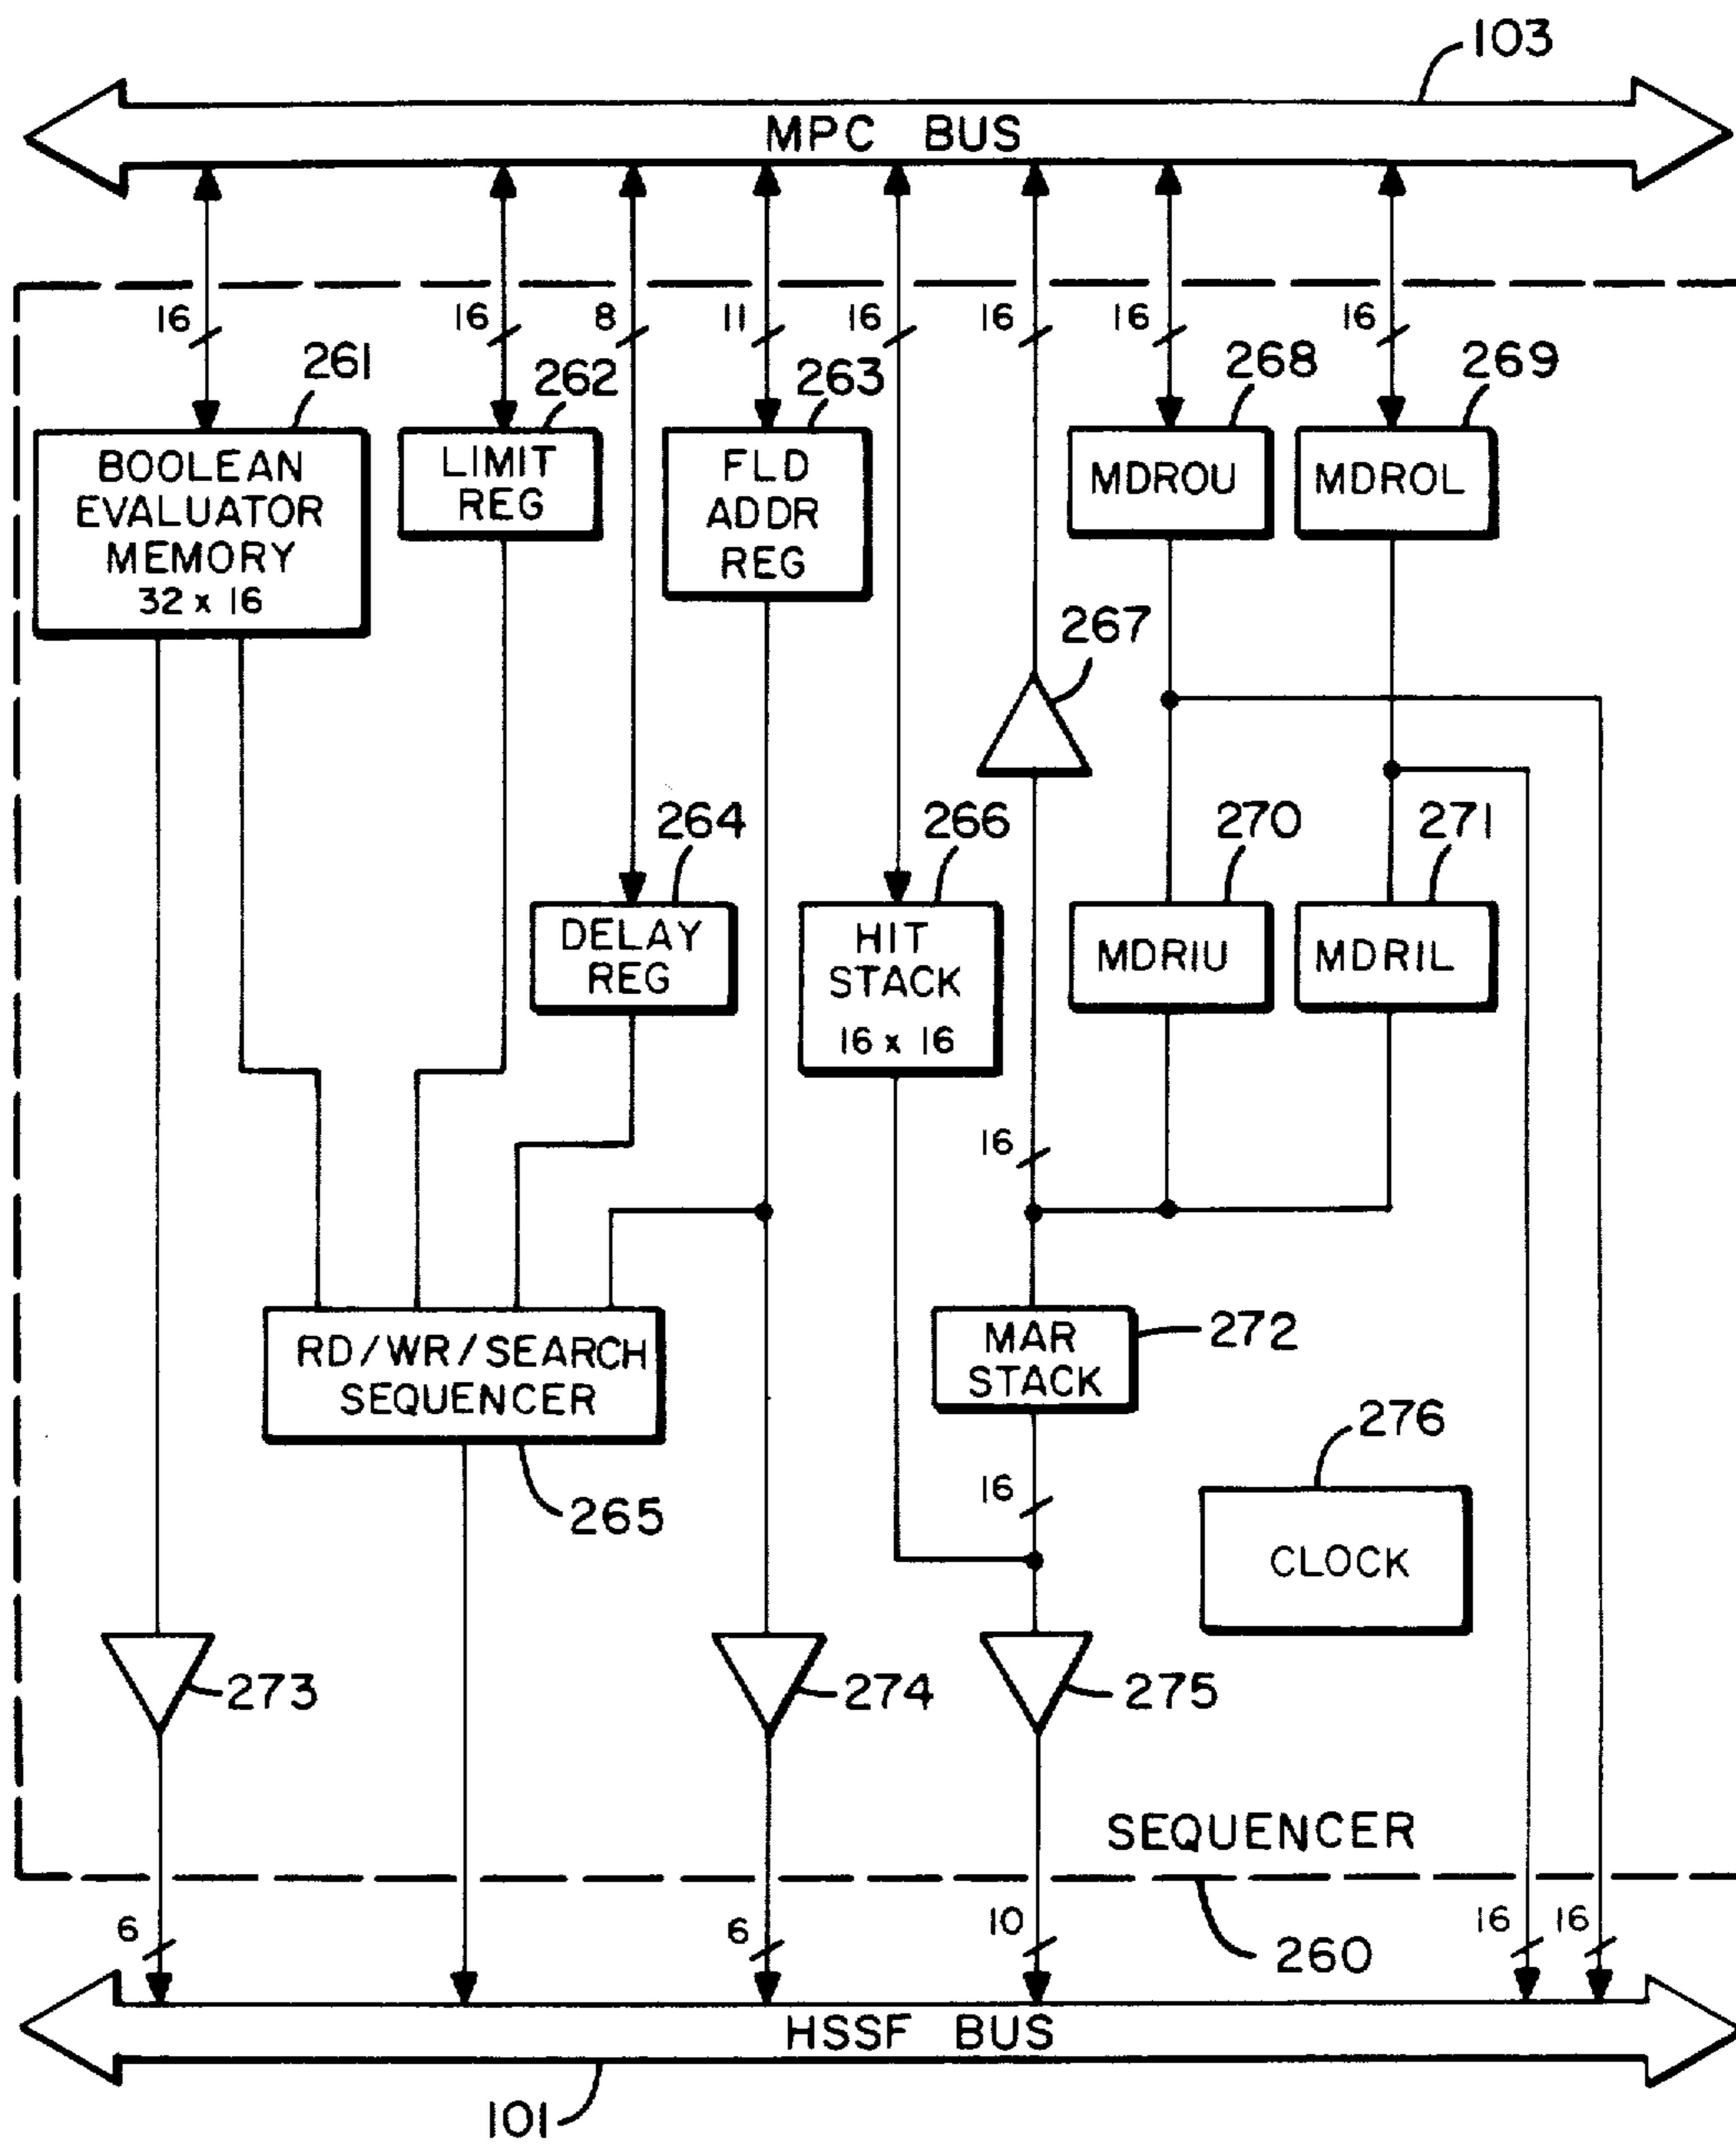 103
MPC BUS
16
16
8
11
16
16
16
16
261
262
263
268
269
BOOLEAN
EVALUATOR
MEMORY
32 x 16
LIMIT
REG
FLD
ADDR
REG
MDROU
MDROL
267
264
266
270
271
DELAY
REG
HIT
STACK
16 x 16
MDRIU
MDRIL
16
RD/WR/SEARCH
SEQUENCER
265
MAR
STACK
272
16
276
CLOCK
273
274
275
SEQUENCER
260
6
6
10
16
16
HSSF BUS
101